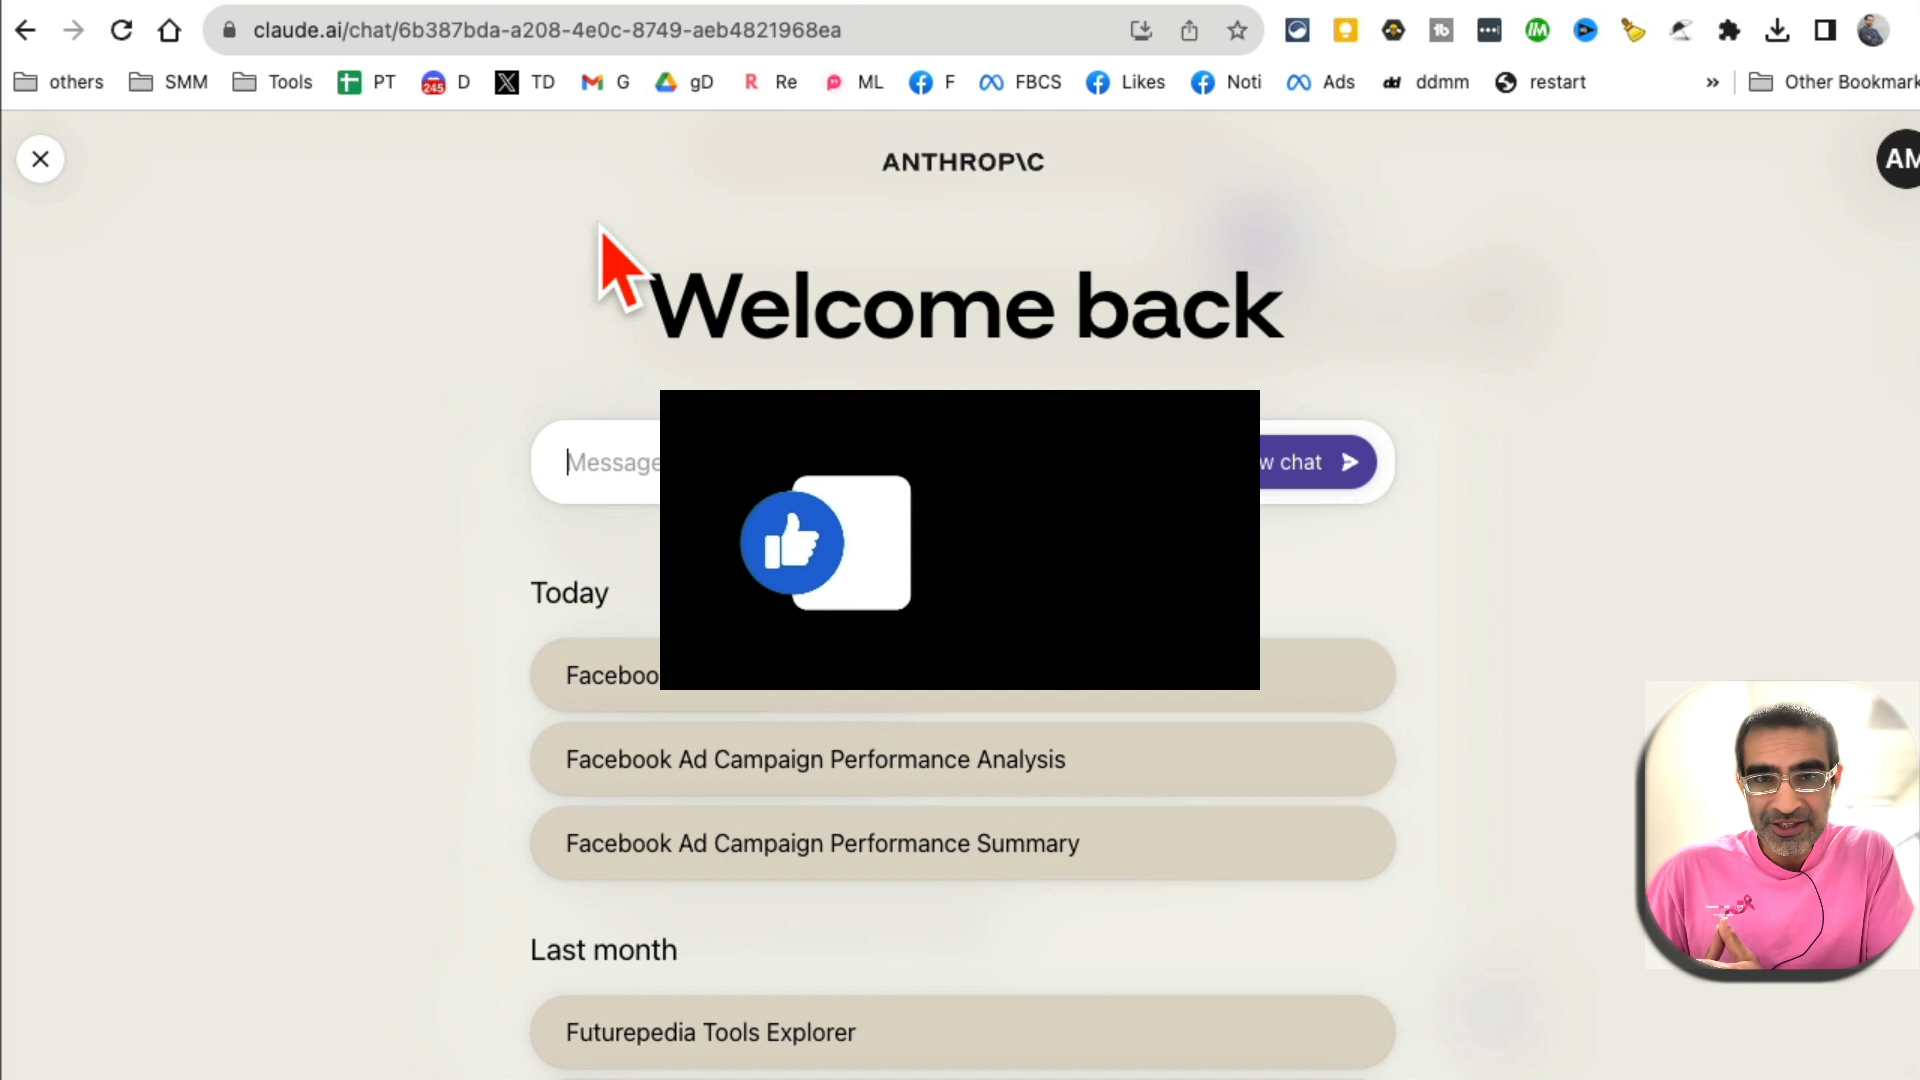 claude.ai/chat/6b387bda-a208-4e0c-8749-aeb4821968ea
others SMM Tools PT 245 D TD G gD R Re ML F FBCS Likes Noti Ads dd ddmm restart » Other Bookmark
ANTHROP\C
AM
Welcome back
Message
w chat
Today
Faceboo
Facebook Ad Campaign Performance Analysis
Facebook Ad Campaign Performance Summary
Last month
Futurepedia Tools Explorer